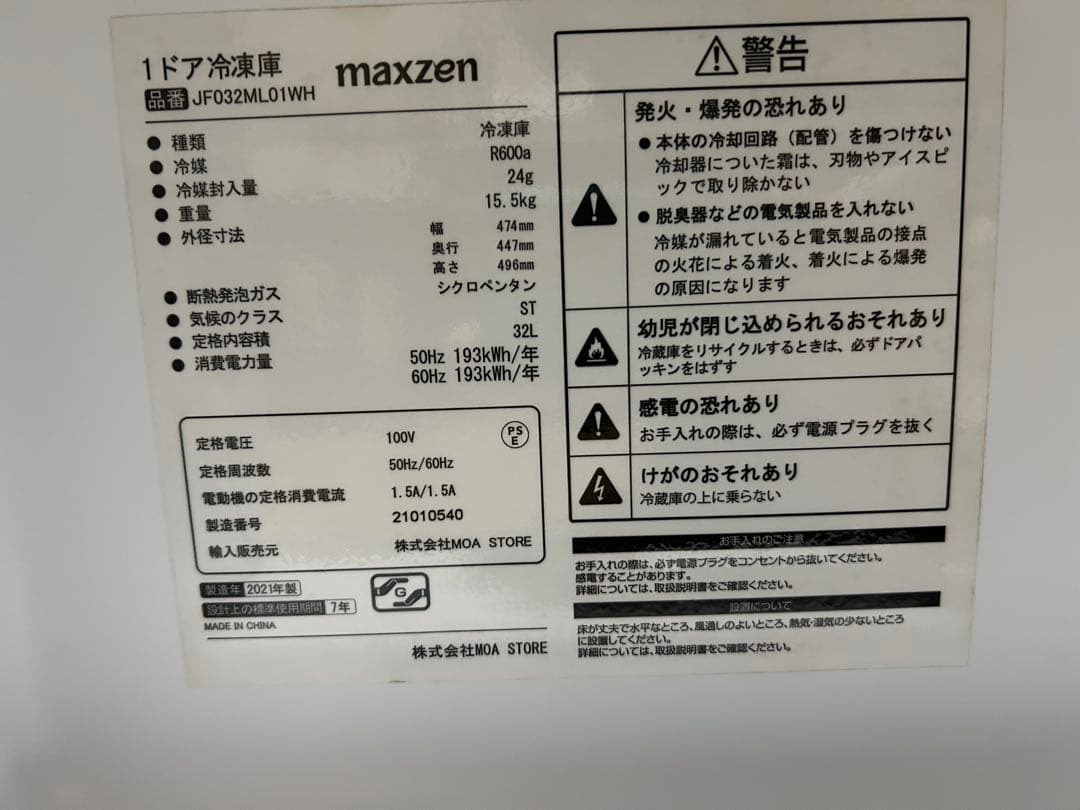 1ドア冷凍庫 maxzen
品番 JF032ML01WH
● 種類 冷凍庫
● 冷媒 R600a
● 冷媒封入量 24g
● 重量 15.5kg
● 外径寸法 幅 474mm
奥行 447mm
高さ 496mm
● 断熱発泡ガス シクロペンタン
● 気候のクラス ST
● 定格内容積 32L
● 消費電力量 50Hz 193kWh/年
60Hz 193kWh/年
定格電圧 100V
PS
E
定格周波数 50Hz/60Hz
電動機の定格消費電流 1.5A/1.5A
製造番号 21010540
輸入販売元 株式会社MOA STORE
製造年 2021年製
設計上の標準使用期間 7年
G
MADE IN CHINA
株式会社MOA STORE
警告
発火・爆発の恐れあり
● 本体の冷却回路（配管）を傷つけない
冷却器についた霜は、刃物やアイスピ
ックで取り除かない
● 脱臭器などの電気製品を入れない
冷媒が漏れていると電気製品の接点
の火花による着火、着火による爆発
の原因になります
幼児が閉じ込められるおそれあり
冷蔵庫をリサイクルするときは、必ずドアパ
ッキンをはずす
感電の恐れあり
お手入れの際は、必ず電源プラグを抜く
けがのおそれあり
冷蔵庫の上に乗らない
お手入れのご注意
お手入れの際は、必ず電源プラグをコンセントから抜いてください。
感電することがあります。
詳細については、取扱説明書をご確認ください。
設置について
床が丈夫で水平なところ、風通しのよいところ、熱気・湿気の少ないところ
に設置してください。
詳細については、取扱説明書をご確認ください。